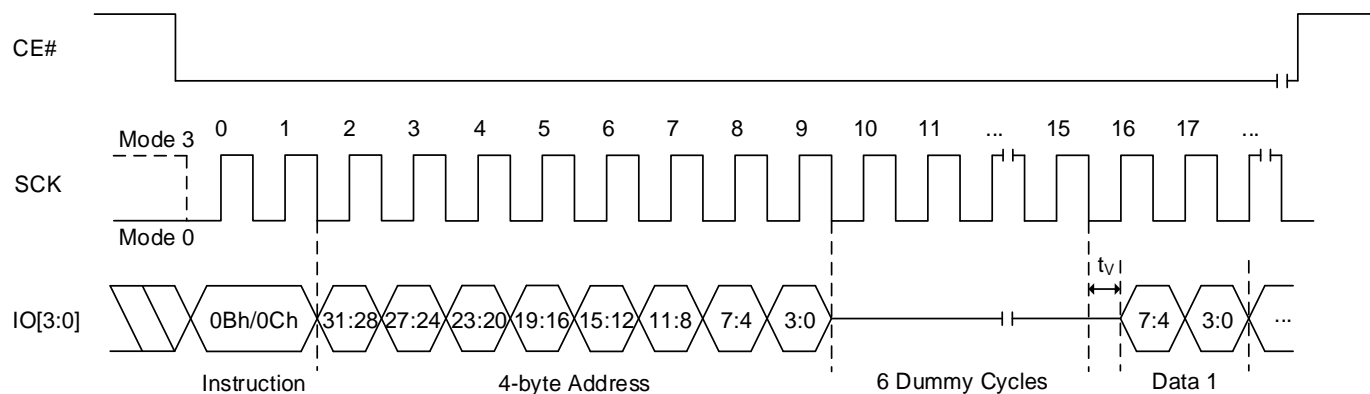 CE#
Mode 3
0 1 2 3 4 5 6 7 8 9 10 11 ... 15 16 17 ...
SCK
Mode 0
tV
IO[3:0]
0Bh/0Ch 31:28 27:24 23:20 19:16 15:12 11:8 7:4 3:0 7:4 3:0 ...
Instruction 4-byte Address 6 Dummy Cycles Data 1